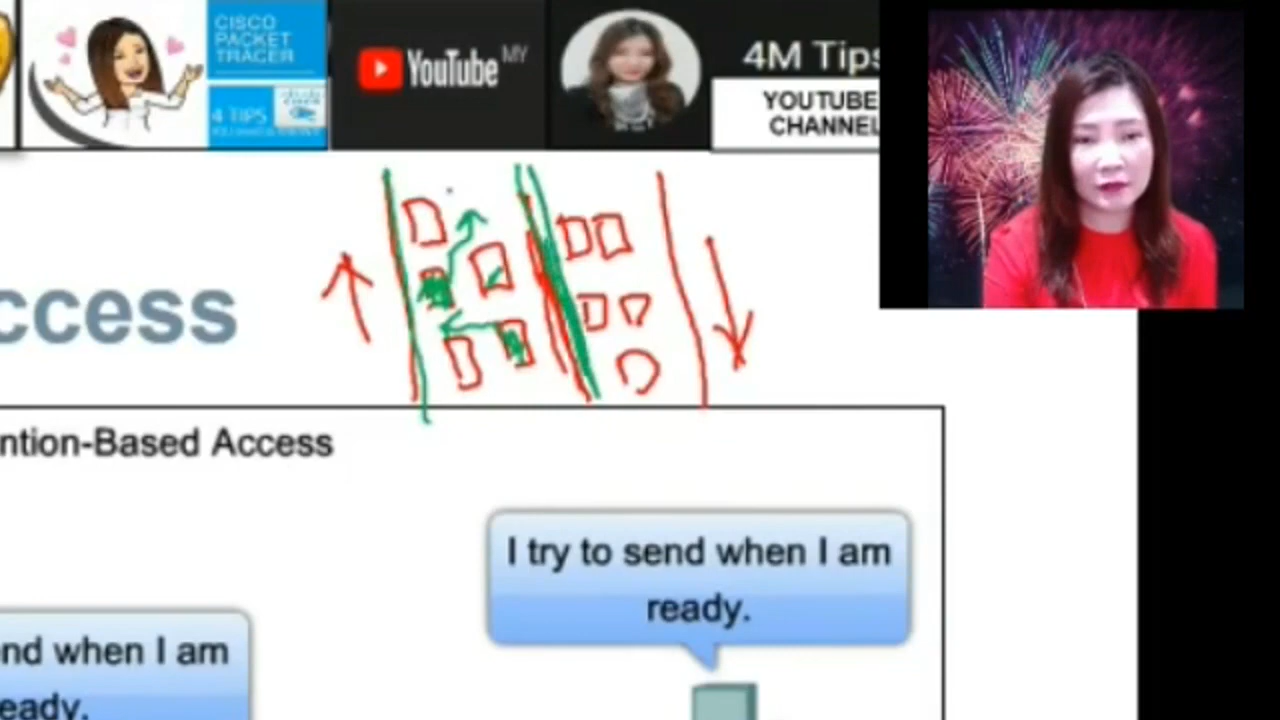 CISCO
PACKET
TRACER
4 TIPS
YouTube MY
4M Tips
YOUTUBE
CHANNEL
ccess
ntion-Based Access
I try to send when I am
ready.
nd when I am
eady.